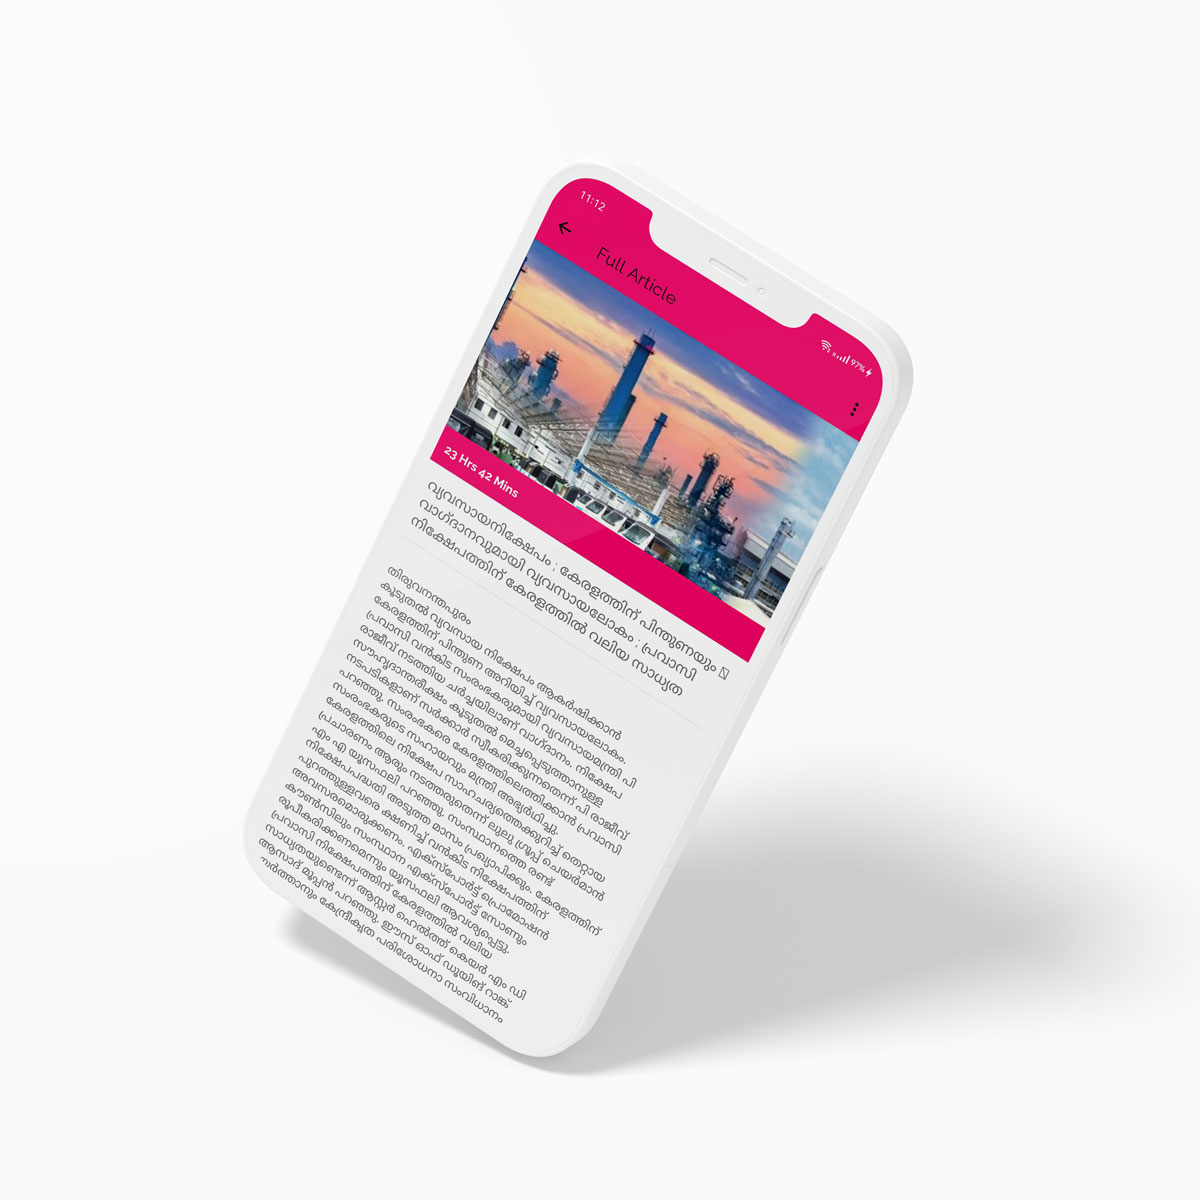 11:12
97%
Full Article
23 Hrs 42 Mins
വ്യവസായനിക്ഷേപം : കേരളത്തിന് പിന്തുണയും
വാഗ്ദാനവുമായി വ്യവസായലോകം : പ്രവാസി
നിക്ഷേപത്തിന് കേരളത്തിൽ വലിയ സാധ്യത
തിരുവനന്തപുരം
കൂടുതൽ വ്യവസായ നിക്ഷേപം ആകർഷിക്കാൻ
കേരളത്തിന് പിന്തുണ അറിയിച്ച് വ്യവസായലോകം.
പ്രവാസി വൻകിട സംരംഭകരുമായി വ്യവസായമന്ത്രി പി
രാജീവ് നടത്തിയ ചർച്ചയിലാണ് വാഗ്ദാനം. നിക്ഷേപ
സൗഹൃദാന്തരീക്ഷം കൂടുതൽ മെച്ചപ്പെടുത്താനുള്ള
നടപടികളാണ് സർക്കാർ സ്വീകരിക്കുന്നതെന്ന് പി രാജീവ്
പറഞ്ഞു. സംരംഭകരെ കേരളത്തിലെത്തിക്കാൻ പ്രവാസി
സംരംഭകരുടെ സഹായവും മന്ത്രി അഭ്യർഥിച്ചു.
കേരളത്തിലെ നിക്ഷേപ സാഹചര്യത്തെക്കുറിച്ച് തെറ്റായ
പ്രചാരണം ആരും നടത്തരുതെന്ന് ലുലു ഗ്രൂപ്പ് ചെയർമാൻ
എം എ യൂസഫലി പറഞ്ഞു. സംസ്ഥാനത്തെ രണ്ട്
നിക്ഷേപപദ്ധതി അടുത്ത മാസം പ്രഖ്യാപിക്കും. കേരളത്തിന്
പുറത്തുള്ളവരെ ക്ഷണിച്ച് വൻകിട നിക്ഷേപത്തിന്
അവസരമൊരുക്കണം. എക്സ്പോർട്ട് പ്രൊമോഷൻ
കൗൺസിലും സംസ്ഥാന എക്സ്പോർട്ട് സോണും
രൂപീകരിക്കണമെന്നും യൂസഫലി ആവശ്യപ്പെട്ടു.
പ്രവാസി നിക്ഷേപത്തിന് കേരളത്തിൽ വലിയ
സാധ്യതയുണ്ടെന്ന് ആസ്റ്റർ ഹെൽത്ത് കെയർ എം ഡി
ആസാദ് മൂപ്പൻ പറഞ്ഞു. ഈസ് ഓഫ് ഡൂയിങ് റാങ്ക്
കേന്ദ്രീകൃത പരിശോധനാ സംവിധാനം